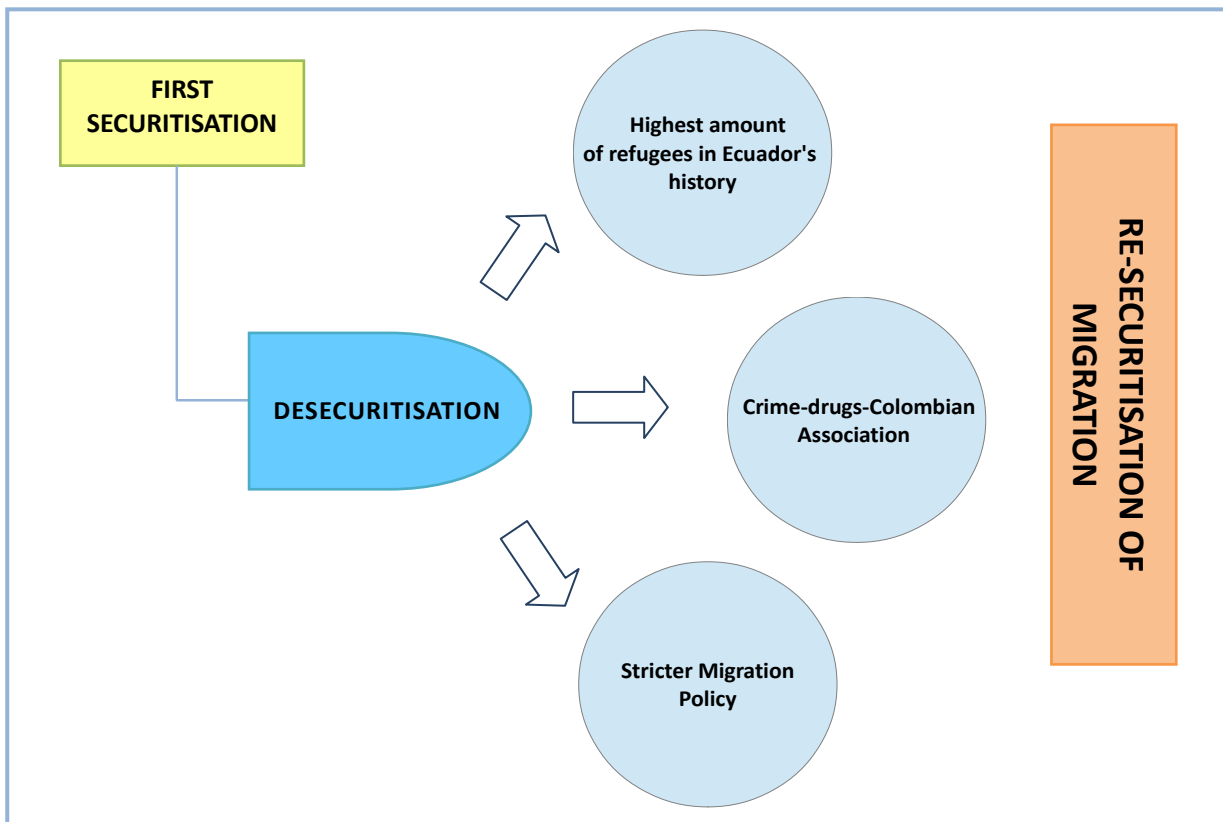 FIRST
SECURITISATION
Highest amount
of refugees in Ecuador's
history
DESECURITISATION
Crime-drugs-Colombian
Association
Stricter Migration
Policy
RE-SECURITISATION OF
MIGRATION